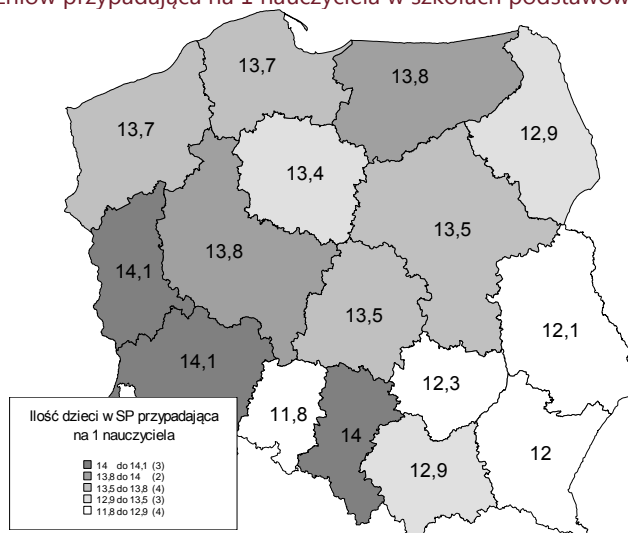 niów przypadająca na 1 nauczyciela w szkołach podstawow
13,7
13,8
13,7
12,9
13,4
13,5
13,8
14,1
13,5
12,1
14,1
12,3
11,8
14
12,9
12
Ilość dzieci w SP przypadająca
na 1 nauczyciela
14 do 14,1 (3)
13,8 do 14 (2)
13,5 do 13,8 (4)
12,9 do 13,5 (3)
11,8 do 12,9 (4)